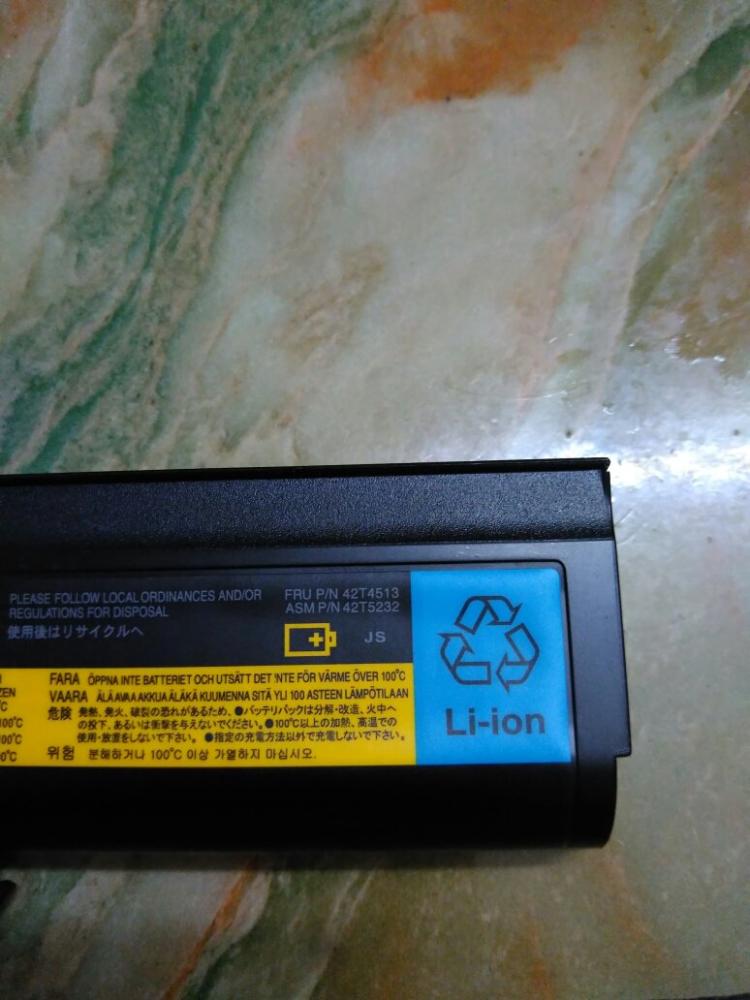 PLEASE FOLLOW LOCAL ORDINANCES AND/OR
REGULATIONS FOR DISPOSAL
使用後はリサイクルへ
FRU P/N 42T4513
ASM P/N 42T5232
JS
ZEN
°C
100°C
100°C
0°C
FARA ÖPPNA INTE BATTERIET OCH UTSÄTT DET 'NTE FÖR VÄRME ÖVER 100°C
VAARA ÄLÄ AVAA AKKUA ÄLÄKÄ KUUMENNA SITÄ YLI 100 ASTEEN LÄMPÖTILAAN
危険 発熱、発火、破裂の恐れがあるため、●バッテリパックは分解・改造、火中へ
の投下、あるいは衝撃を与えないでください。●100°C以上の加熱、高温での
使用・放置をしないで下さい。●指定の充電方法以外で充電しないで下さい。
위험 분해하거나 100°C 이상 가열하지 마십시오.
Li-ion